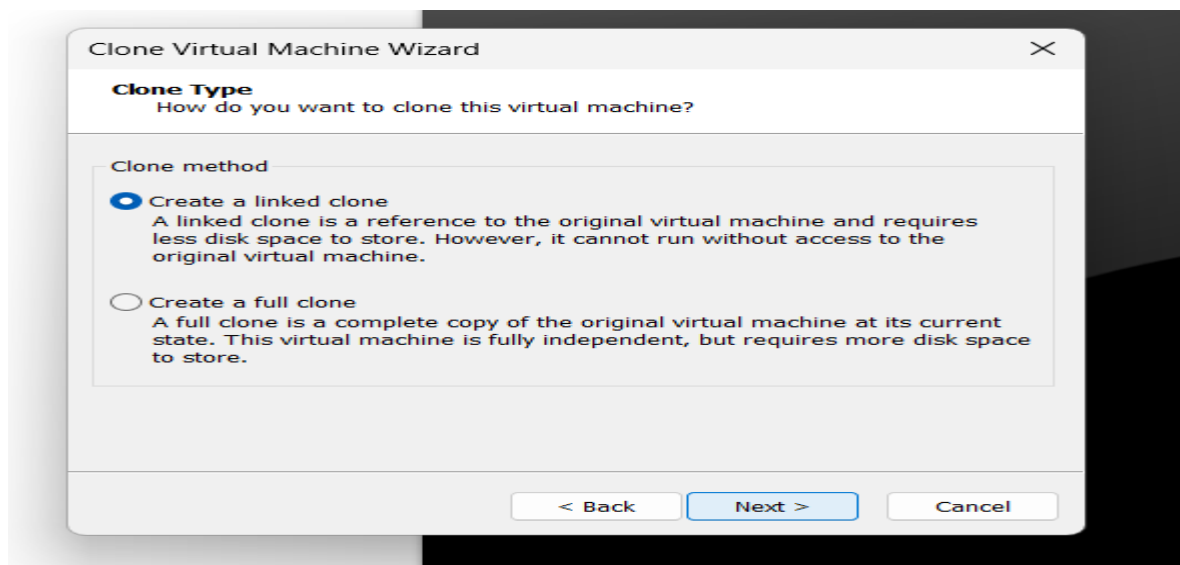 Clone Virtual Machine Wizard
Clone Type
How do you want to clone this virtual machine?
Clone method
Create a linked clone
A linked clone is a reference to the original virtual machine and requires
less disk space to store. However, it cannot run without access to the
original virtual machine.
Create a full clone
A full clone is a complete copy of the original virtual machine at its current
state. This virtual machine is fully independent, but requires more disk space
to store.
< Back Next > Cancel